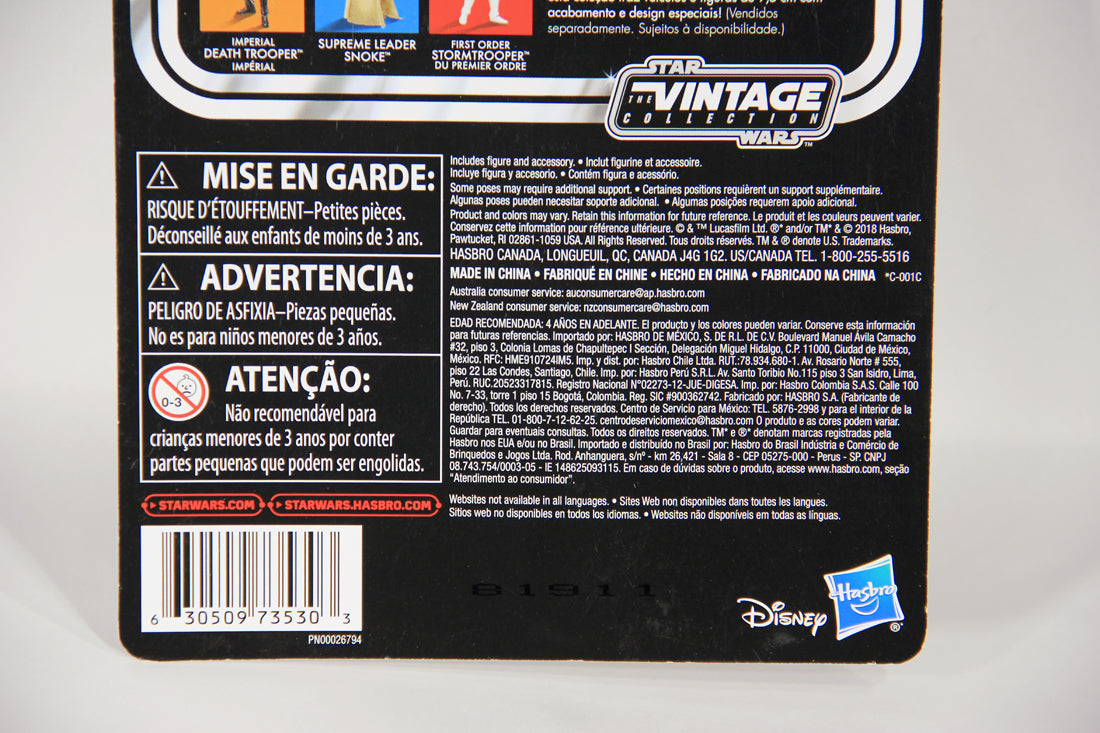 acabamento e design especiais! (Vendidos
separadamente. Sujeitos à disponibilidade.)
IMPERIAL
DEATH TROOPER™
IMPÉRIAL
SUPREME LEADER
SNOKE™
FIRST ORDER
STORMTROOPER™
DU PREMIER ORDRE
STAR
THE VINTAGE
COLLECTION
WARS™
⚠ MISE EN GARDE:
RISQUE D'ÉTOUFFEMENT–Petites pièces.
Déconseillé aux enfants de moins de 3 ans.
⚠ ADVERTENCIA:
PELIGRO DE ASFIXIA–Piezas pequeñas.
No es para niños menores de 3 años.
0-3
ATENÇÃO:
Não recomendável para
crianças menores de 3 anos por conter
partes pequenas que podem ser engolidas.
STARWARS.COM STARWARS.HASBRO.COM
Includes figure and accessory. • Inclut figurine et accessoire.
Incluye figura y accesorio. • Contém figura e acessório.
Some poses may require additional support. • Certaines positions requièrent un support supplémentaire.
Algunas poses pueden necesitar soporte adicional. • Algumas posições requerem apoio adicional.
Product and colors may vary. Retain this information for future reference. Le produit et les couleurs peuvent varier.
Conservez cette information pour référence ultérieure. © & ™ Lucasfilm Ltd. ®* and/or TM* & © 2018 Hasbro,
Pawtucket, RI 02861-1059 USA. All Rights Reserved. Tous droits réservés. TM & ® denote U.S. Trademarks.
HASBRO CANADA, LONGUEUIL, QC, CANADA J4G 1G2. US/CANADA TEL. 1-800-255-5516
MADE IN CHINA • FABRIQUÉ EN CHINE • HECHO EN CHINA • FABRICADO NA CHINA *C-001C
Australia consumer service: auconsumercare@ap.hasbro.com
New Zealand consumer service: nzconsumercare@hasbro.com
EDAD RECOMENDADA: 4 AÑOS EN ADELANTE. El producto y los colores pueden variar. Conserve esta información
para futuras referencias. Importado por: HASBRO DE MÉXICO, S. DE R.L. DE C.V. Boulevard Manuel Ávila Camacho
#32, piso 3, Colonia Lomas de Chapultepec I Sección, Delegación Miguel Hidalgo, C.P. 11000, Ciudad de México,
México. RFC: HME910724IM5. Imp. y dist. por: Hasbro Chile Ltda. RUT.:78.934.680-1. Av. Rosario Norte # 555,
piso 22 Las Condes, Santiago, Chile. Imp. por: Hasbro Perú S.R.L. Av. Santo Toribio No.115 piso 3 San Isidro, Lima,
Perú. RUC.20523317815. Registro Nacional N°02273-12-JUE-DIGESA. Imp. por: Hasbro Colombia S.A.S. Calle 100
No. 7-33, torre 1 piso 15 Bogotá, Colombia. Reg. SIC #900362742. Fabricado por: HASBRO S.A. (Fabricante de
derecho). Todos los derechos reservados. Centro de Servicio para México: TEL. 5876-2998 y para el interior de la
República TEL. 01-800-7-12-62-25. centrodeserviciomexico@hasbro.com O produto e as cores podem variar.
Guardar para eventuais consultas. Todos os direitos reservados. TM* e ®* denotam marcas registradas pela
Hasbro nos EUA e/ou no Brasil. Importado e distribuído no Brasil por: Hasbro do Brasil Indústria e Comércio de
Brinquedos e Jogos Ltda. Rod. Anhanguera, s/nº - km 26,421 - Sala 8 - CEP 05275-000 - Perus - SP. CNPJ
08.743.754/0003-05 - IE 148625093115. Em caso de dúvidas sobre o produto, acesse www.hasbro.com, seção
"Atendimento ao consumidor".
Websites not available in all languages. • Sites Web non disponibles dans toutes les langues.
Sitios web no disponibles en todos los idiomas. • Websites não disponíveis em todas as línguas.
6 30509 73530 3
PN00026794
81911
Disney
Hasbro®